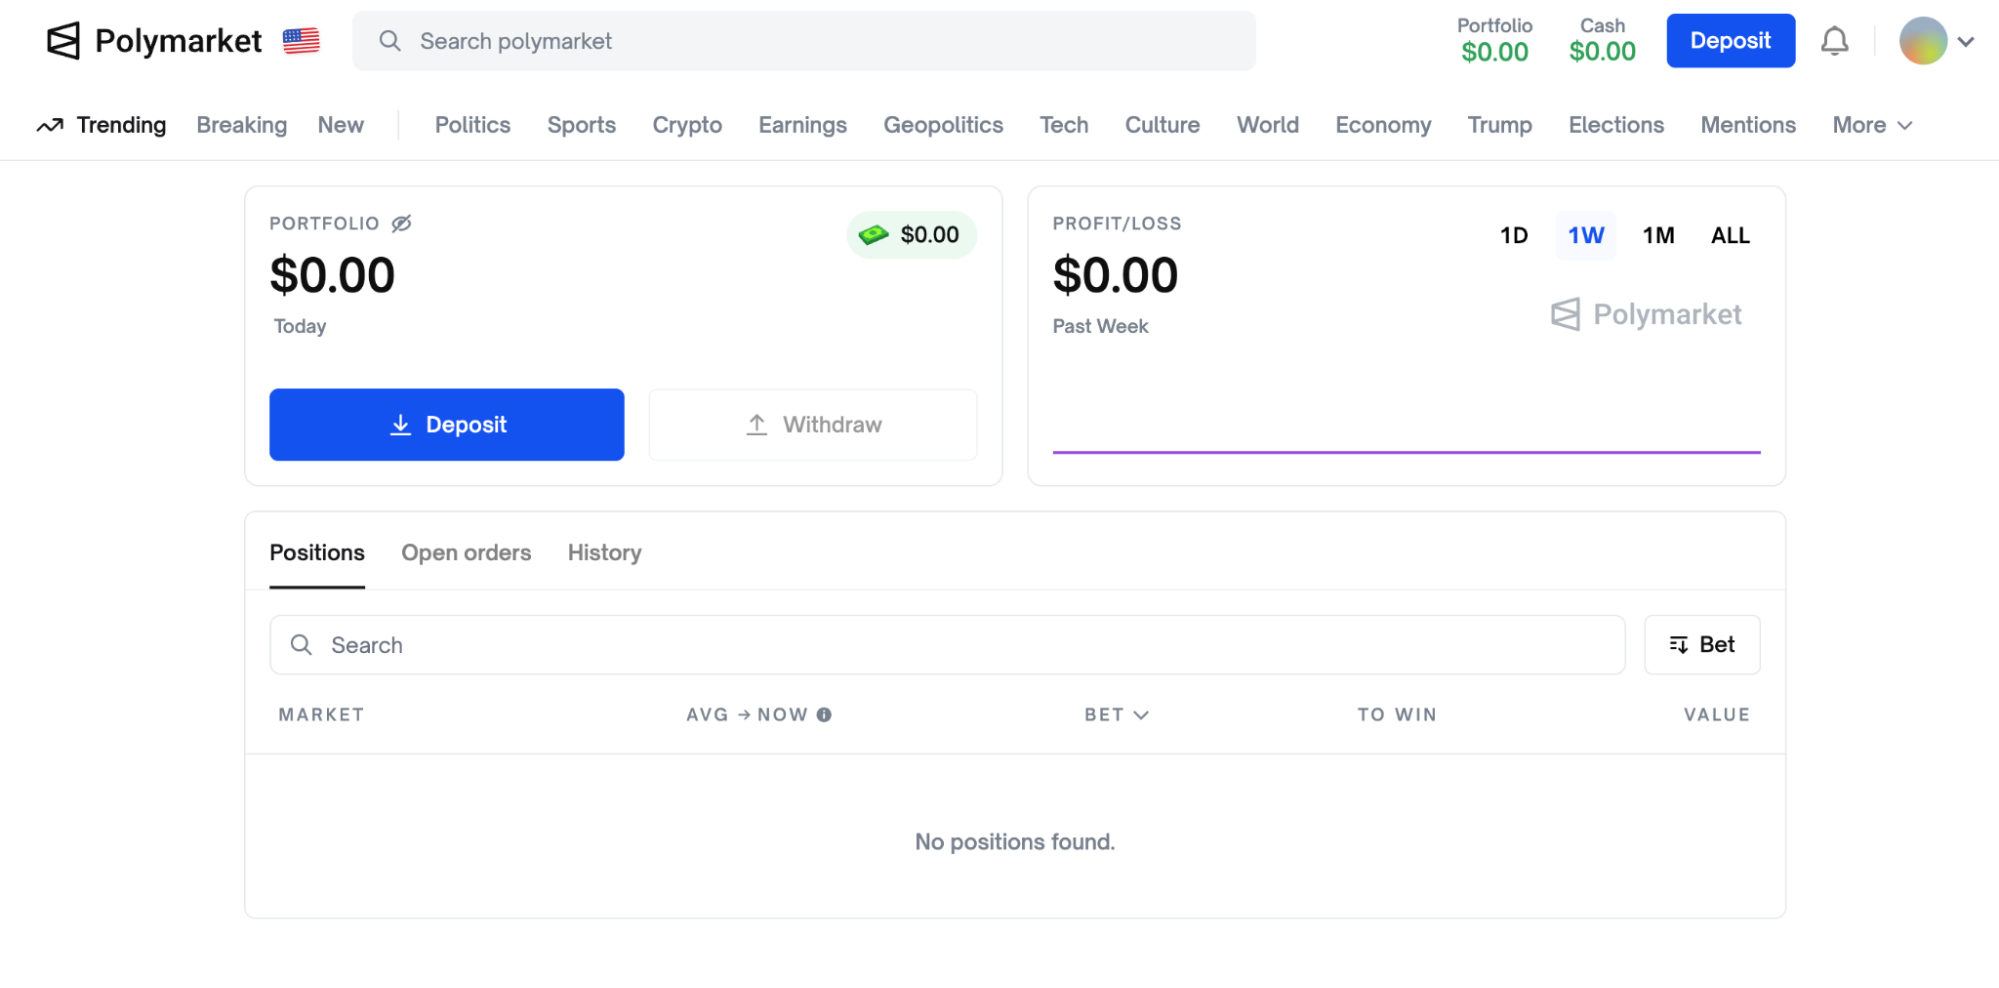 Polymarket
Search polymarket
Portfolio
$0.00
Cash
$0.00
Deposit
Trending Breaking New Politics Sports Crypto Earnings Geopolitics Tech Culture World Economy Trump Elections Mentions More
PORTFOLIO
$0.00
$0.00
Today
Deposit
Withdraw
PROFIT/LOSS
1D 1W 1M ALL
$0.00
Past Week
Polymarket
Positions Open orders History
Search
Bet
MARKET AVG → NOW BET TO WIN VALUE
No positions found.